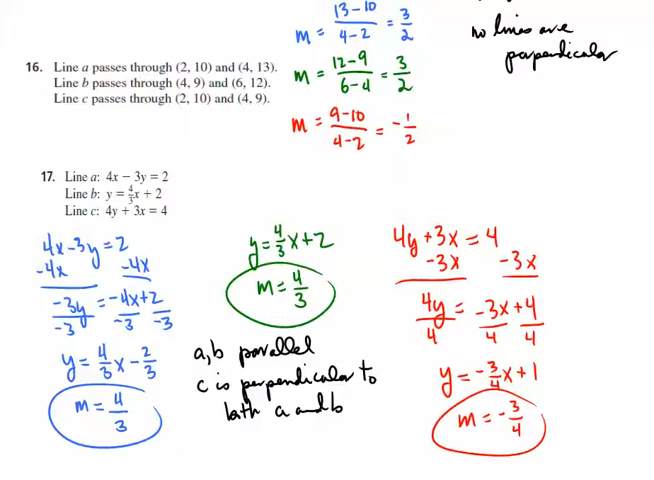 no lines are
perpendicular
m = 13-10 / 4-2 = 3/2
16. Line a passes through (2, 10) and (4, 13).
Line b passes through (4, 9) and (6, 12).
Line c passes through (2, 10) and (4, 9).
m = 12-9 / 6-4 = 3/2
m = 9-10 / 4-2 = -1/2
17. Line a: 4x − 3y = 2
Line b: y = 4/3x + 2
Line c: 4y + 3x = 4
4x-3y=2
-4x -4x
-3y/-3 = -4x/-3 +2/-3
y = 4/3 x - 2/3
m = 4/3
y = 4/3 x + 2
m = 4/3
a, b parallel
c is perpendicular to
both a and b
4y +3x = 4
-3x -3x
4y/4 = -3x/4 +4/4
y = -3/4 x + 1
m = -3/4